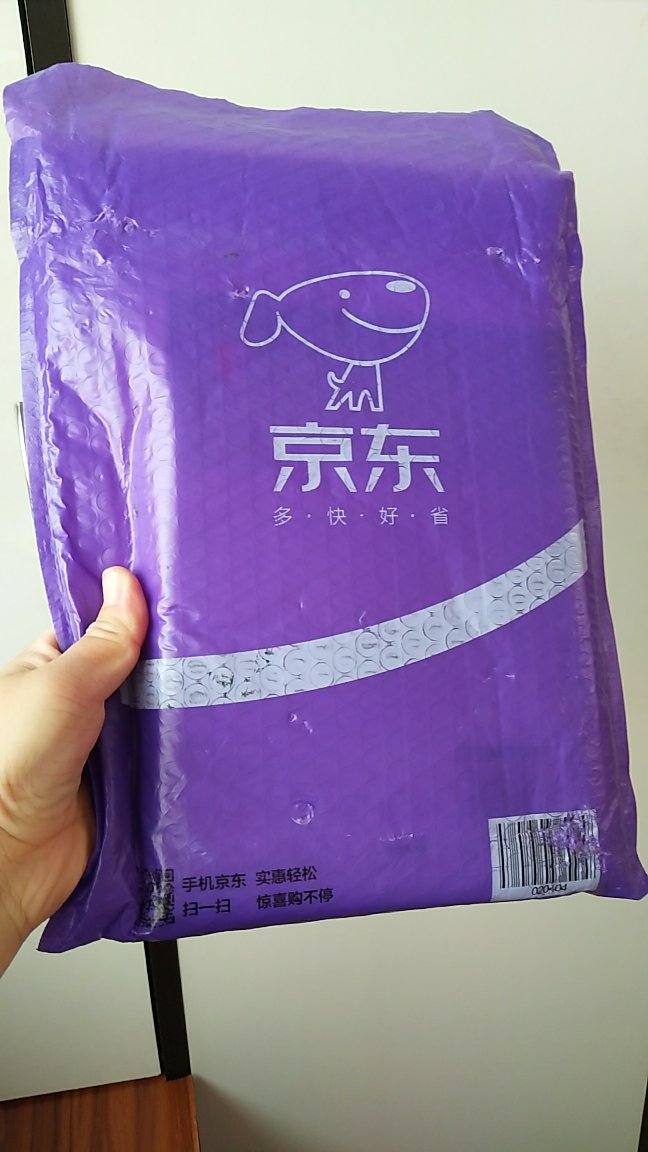 京东
多·快·好·省
手机京东 实惠轻松
扫一扫 惊喜购不停